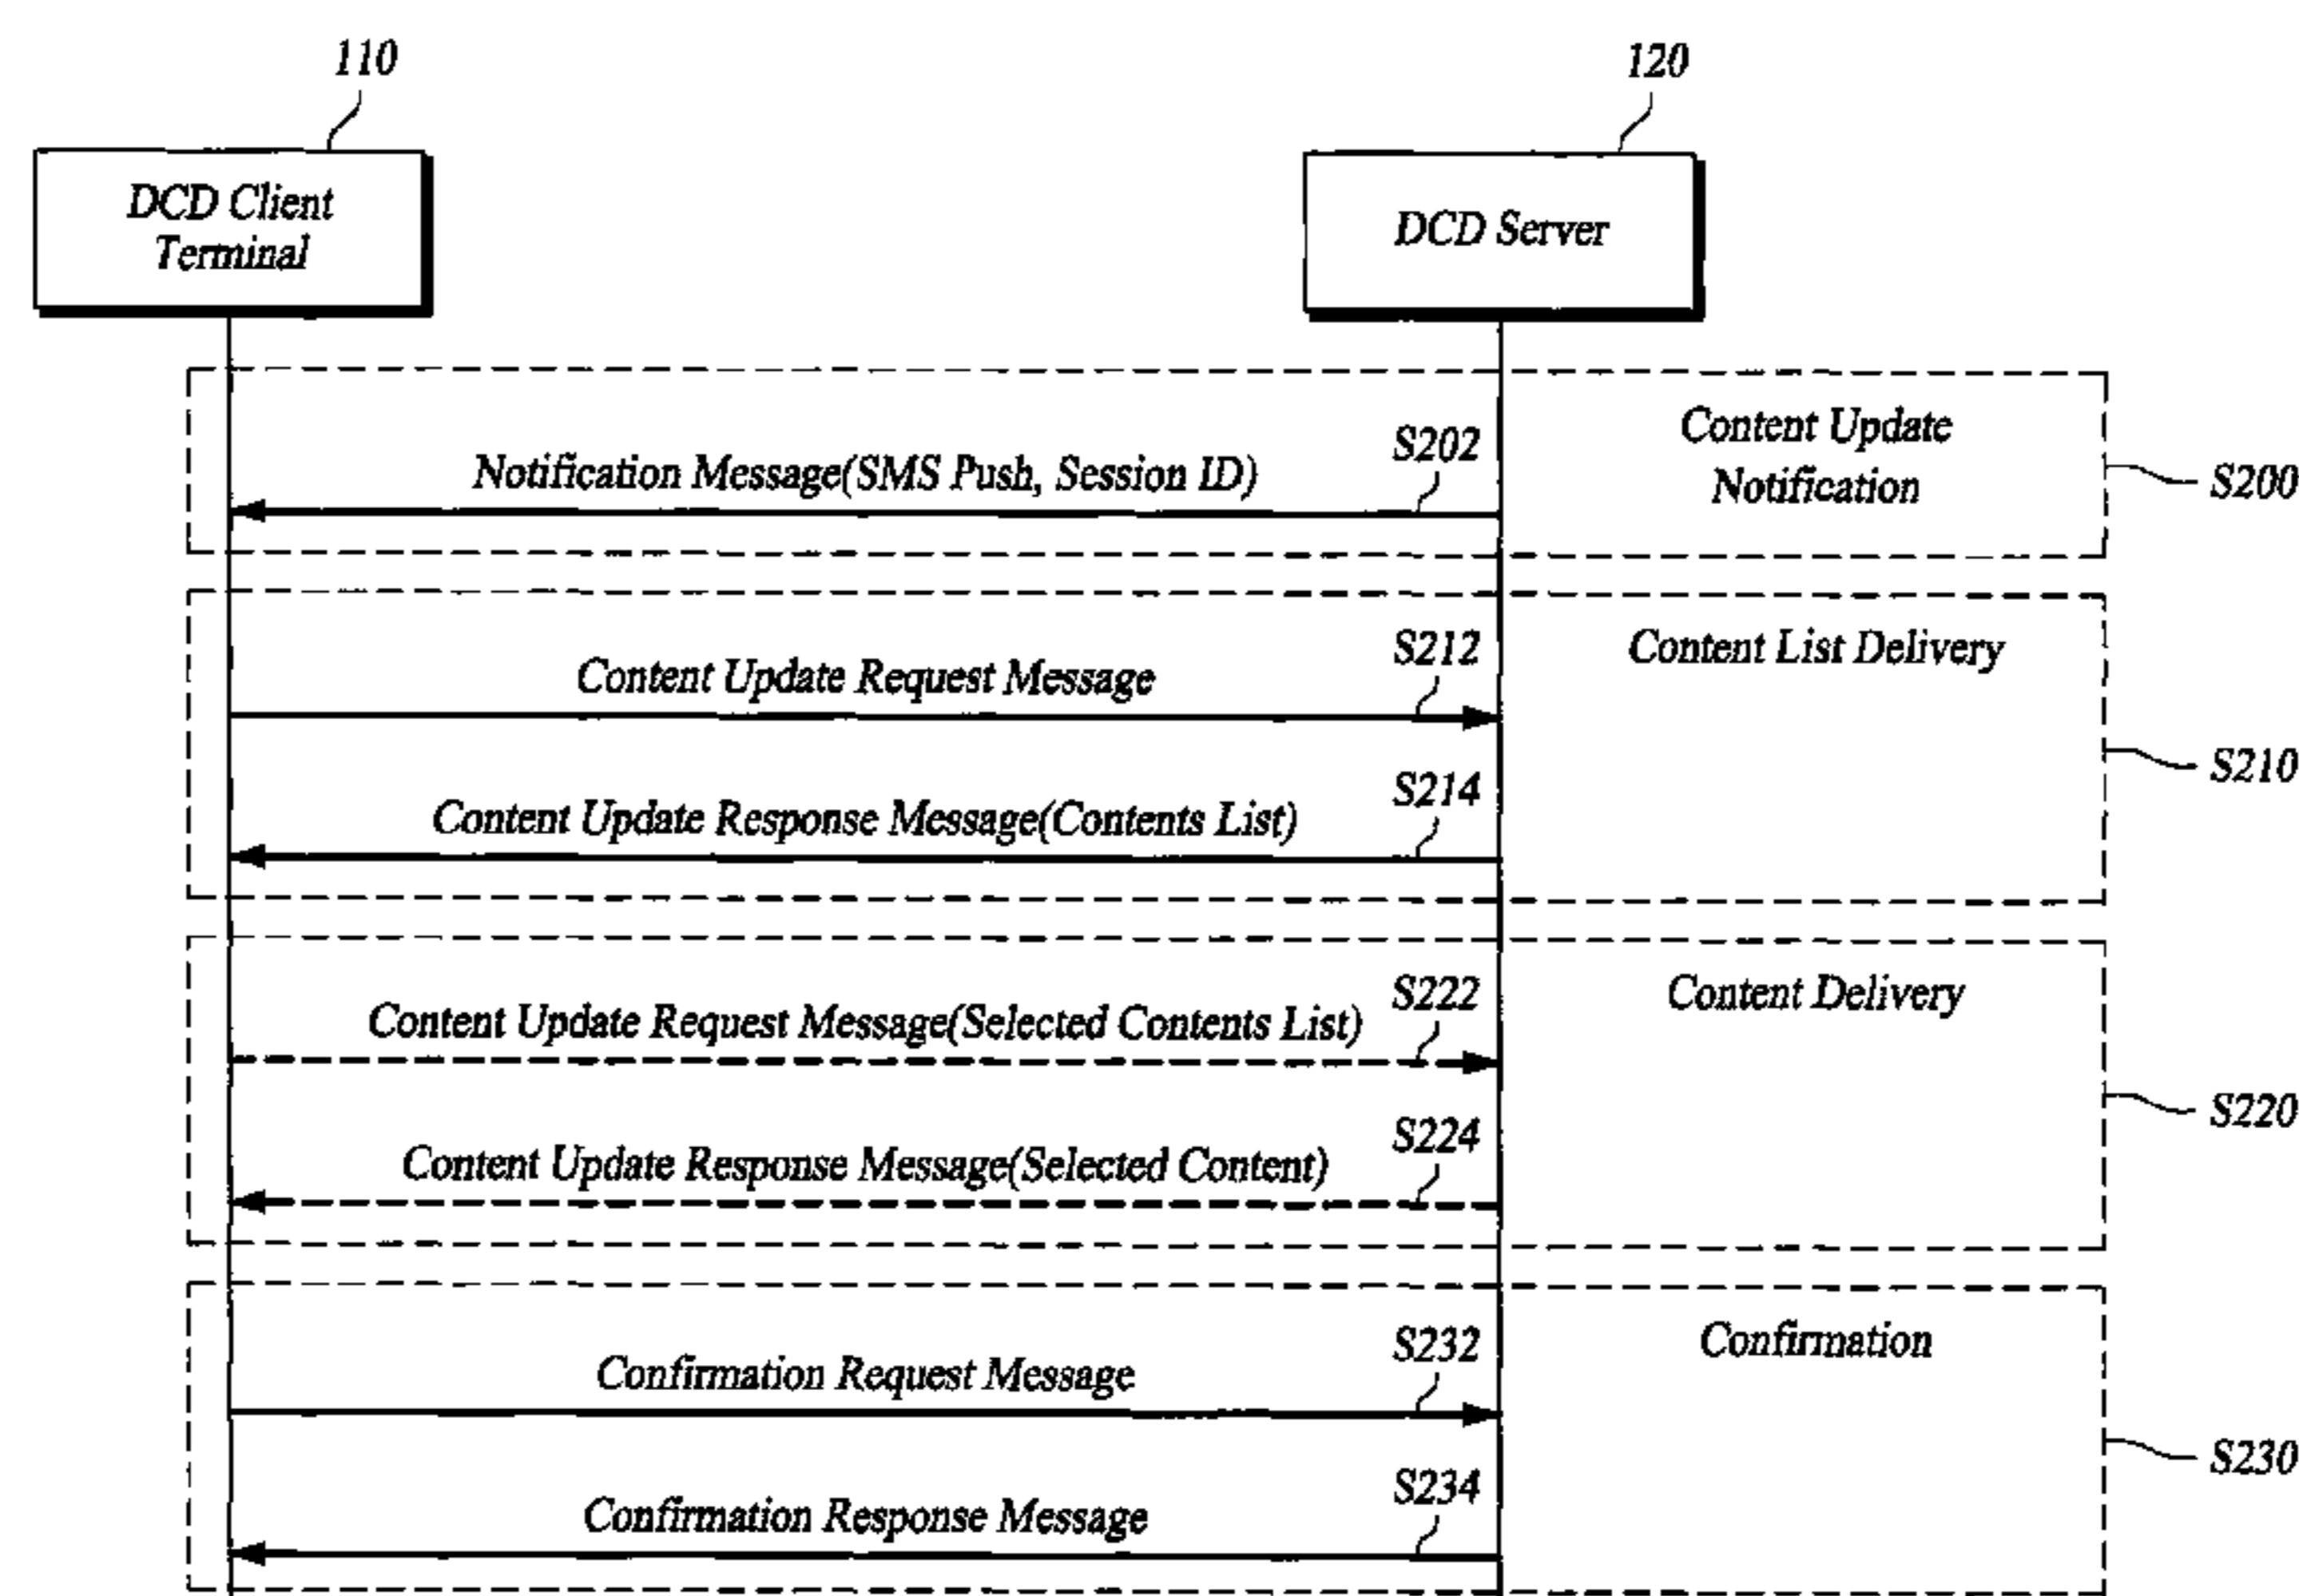 110
120
DCD Client
Terminal
DCD Server
Content Update
Notification
S202
Notification Message(SMS Push, Session ID)
S200
Content List Delivery
S212
Content Update Request Message
S210
S214
Content Update Response Message(Contents List)
Content Delivery
S222
Content Update Request Message(Selected Contents List)
S220
S224
Content Update Response Message(Selected Content)
Confirmation
S232
Confirmation Request Message
S230
S234
Confirmation Response Message